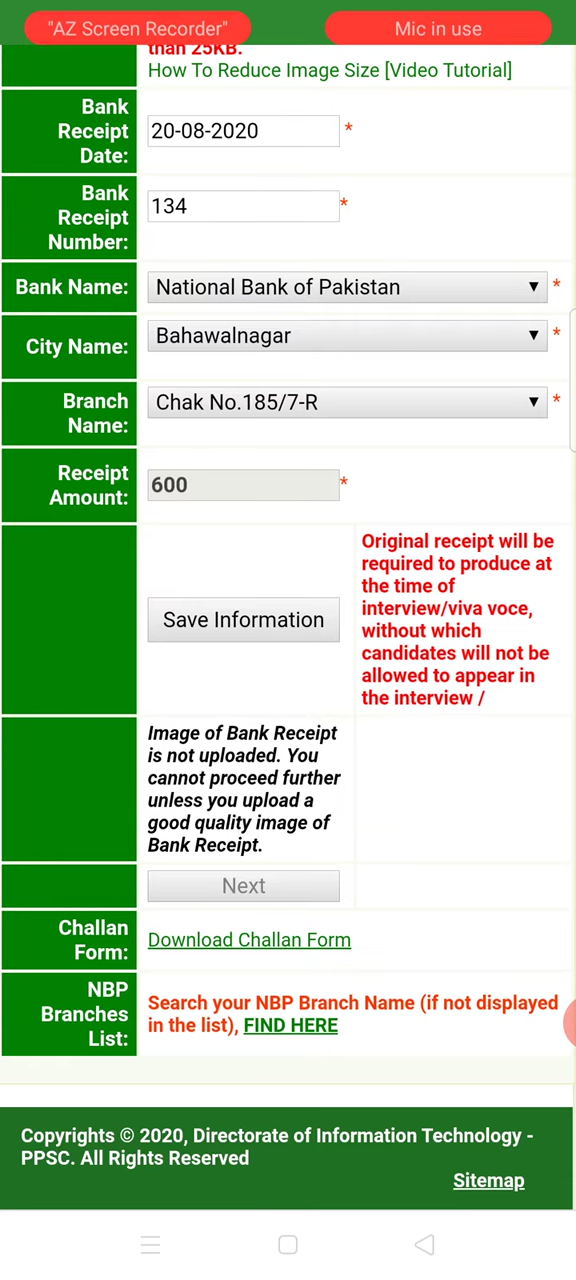 "AZ Screen Recorder"
Mic in use
than 25KB.
How To Reduce Image Size [Video Tutorial]
Bank
Receipt
Date:
20-08-2020 *
Bank
Receipt
Number:
134 *
Bank Name:
National Bank of Pakistan ▼ *
City Name:
Bahawalnagar ▼ *
Branch
Name:
Chak No.185/7-R ▼ *
Receipt
Amount:
600 *
Save Information
Original receipt will be
required to produce at
the time of
interview/viva voce,
without which
candidates will not be
allowed to appear in
the interview /
Image of Bank Receipt
is not uploaded. You
cannot proceed further
unless you upload a
good quality image of
Bank Receipt.
Next
Challan
Form:
Download Challan Form
NBP
Branches
List:
Search your NBP Branch Name (if not displayed
in the list), FIND HERE
Copyrights © 2020, Directorate of Information Technology -
PPSC. All Rights Reserved
Sitemap